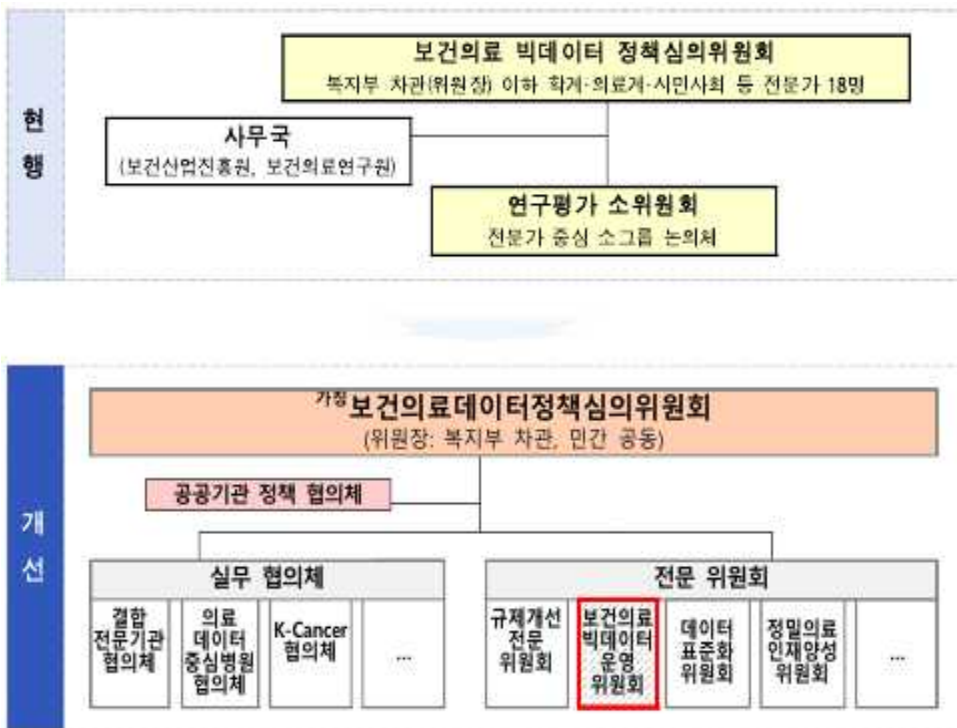 현행
보건의료 빅데이터 정책심의위원회
복지부 차관(위원장) 이하 학계·의료계·시민사회 등 전문가 18명
사무국
(보건산업진흥원, 보건의료연구원)
연구평가 소위원회
전문가 중심 소그룹 논의체
개선
가칭보건의료데이터정책심의위원회
(위원장: 복지부 차관, 민간 공동)
공공기관 정책 협의체
실무 협의체
결합
전문기관
협의체
의료
데이터
중심병원
협의체
K-Cancer
협의체
...
전문 위원회
규제개선
전문
위원회
보건의료
빅데이터
운영
위원회
데이터
표준화
위원회
정밀의료
인재양성
위원회
...